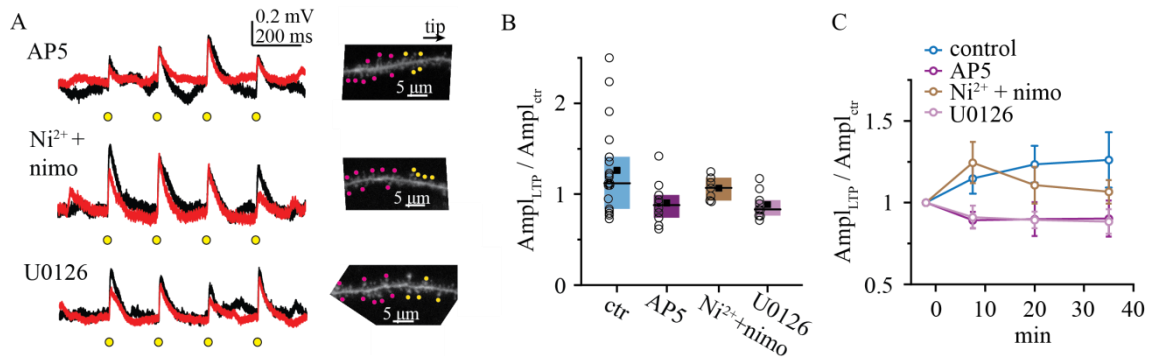 A
0.2 mV
200 ms
AP5
tip
5 µm
Ni²⁺ +
nimo
5 µm
U0126
5 µm
B
Ampl_LTP / Ampl_ctr
2
1
0
ctr
AP5
Ni²⁺+nimo
U0126
C
control
AP5
Ni²⁺ + nimo
U0126
Ampl_LTP / Ampl_ctr
1.5
1
0.5
0
10
20
30
40
min